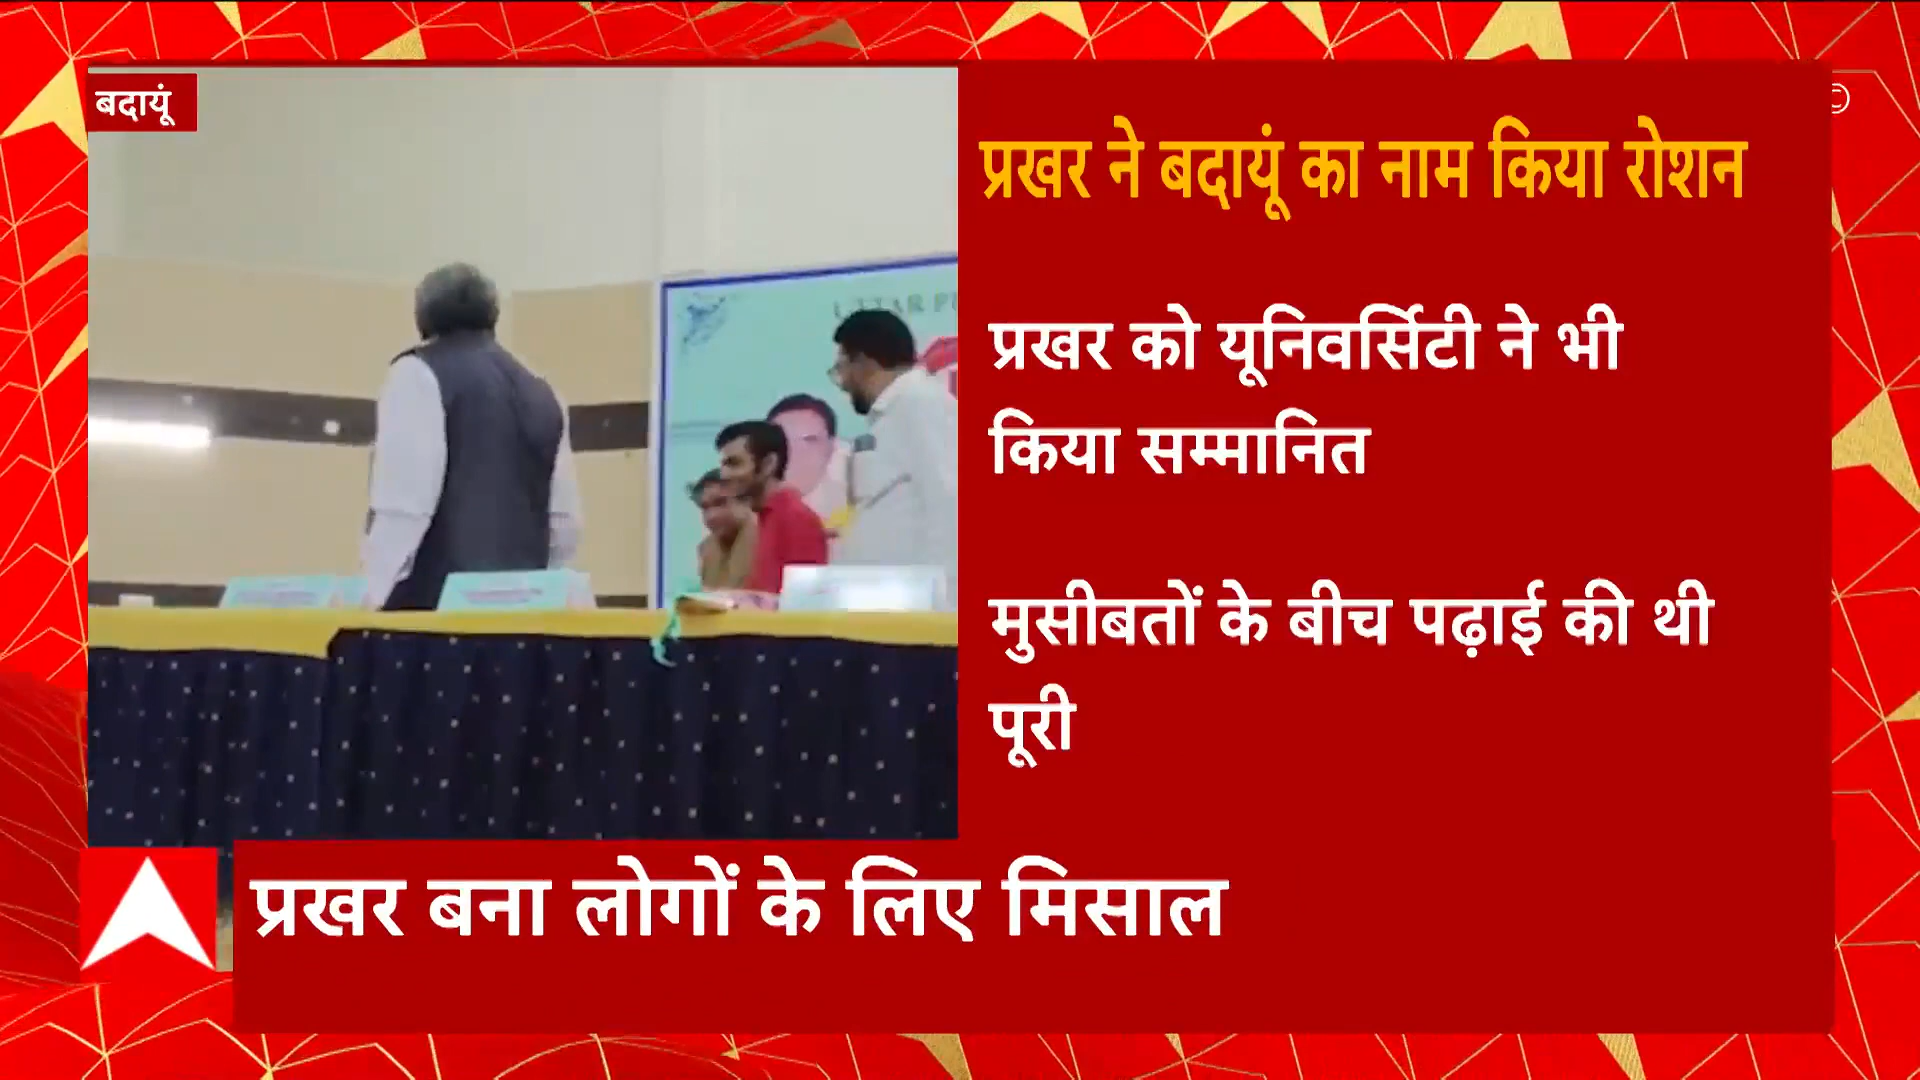 बदायूं
©
प्रखर ने बदायूं का नाम किया रोशन
प्रखर को यूनिवर्सिटी ने भी
किया सम्मानित
मुसीबतों के बीच पढ़ाई की थी
पूरी
प्रखर बना लोगों के लिए मिसाल